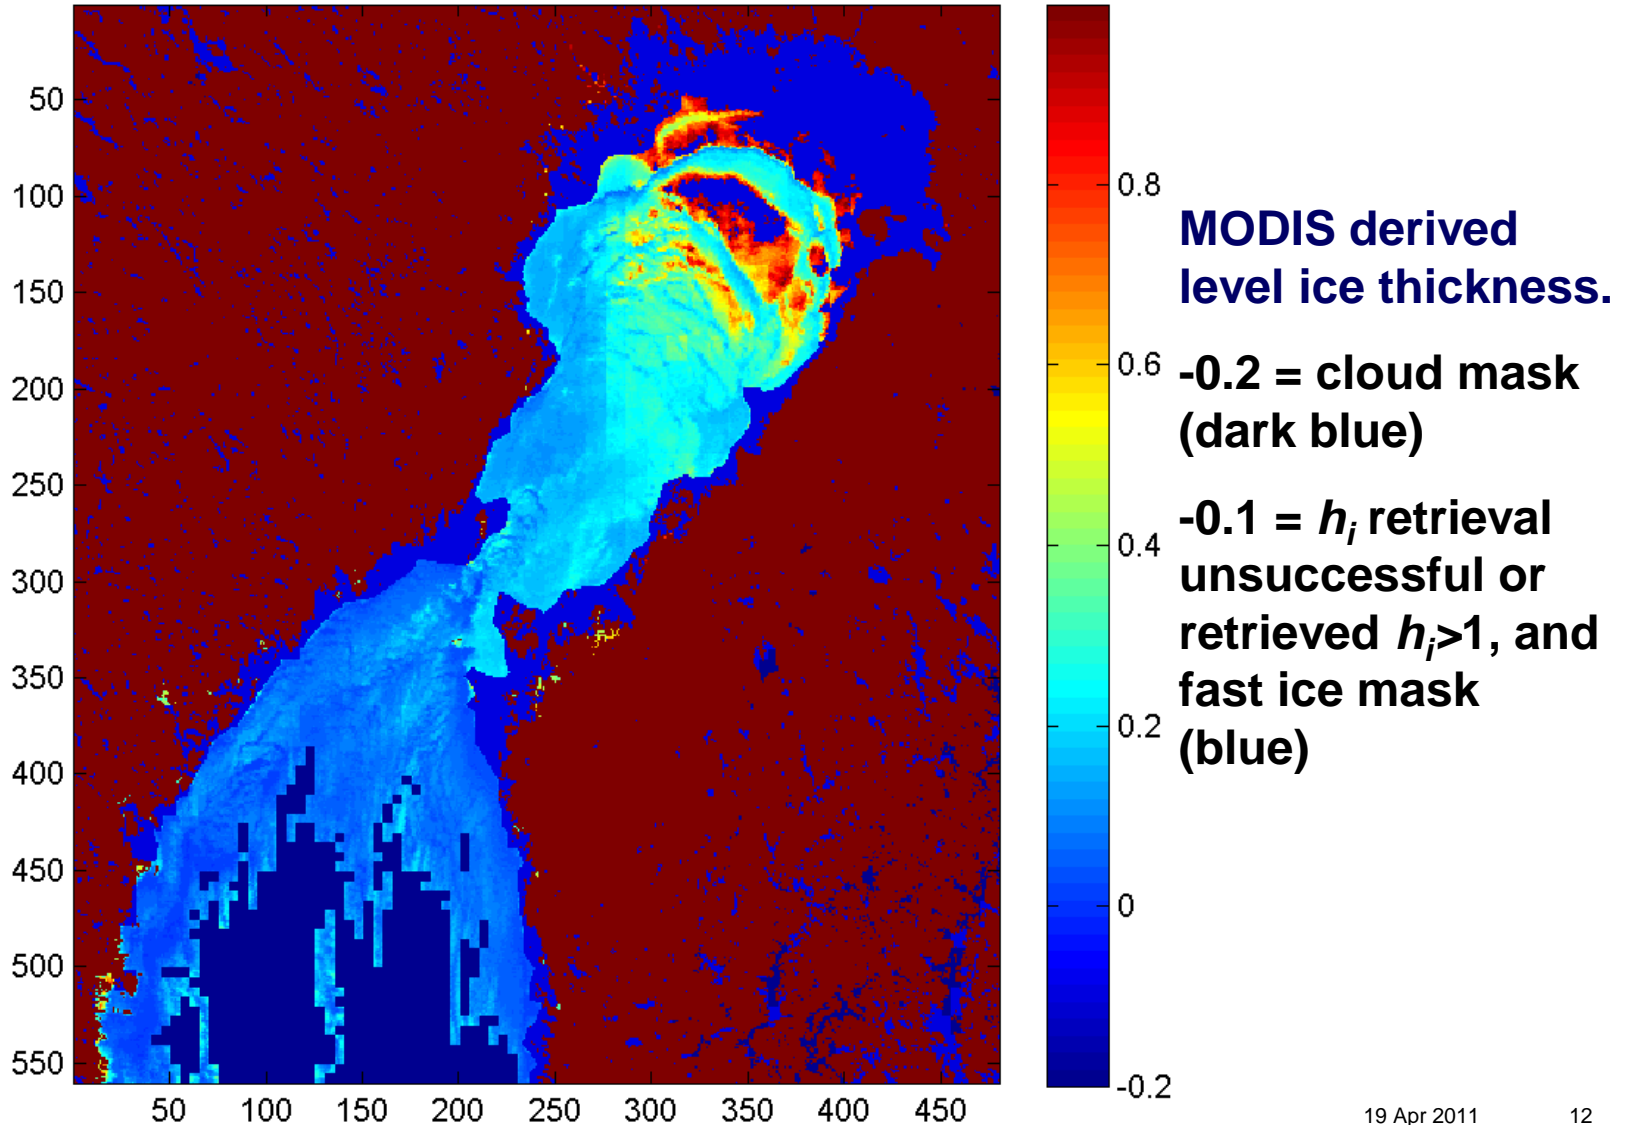 50
100
150
200
250
300
350
400
450
500
550
50
100
150
200
250
300
350
400
450
0.8
0.6
0.4
0.2
0
-0.2
MODIS derived
level ice thickness.
-0.2 = cloud mask
(dark blue)
-0.1 = hi retrieval
unsuccessful or
retrieved hi>1, and
fast ice mask
(blue)
19 Apr 2011
12